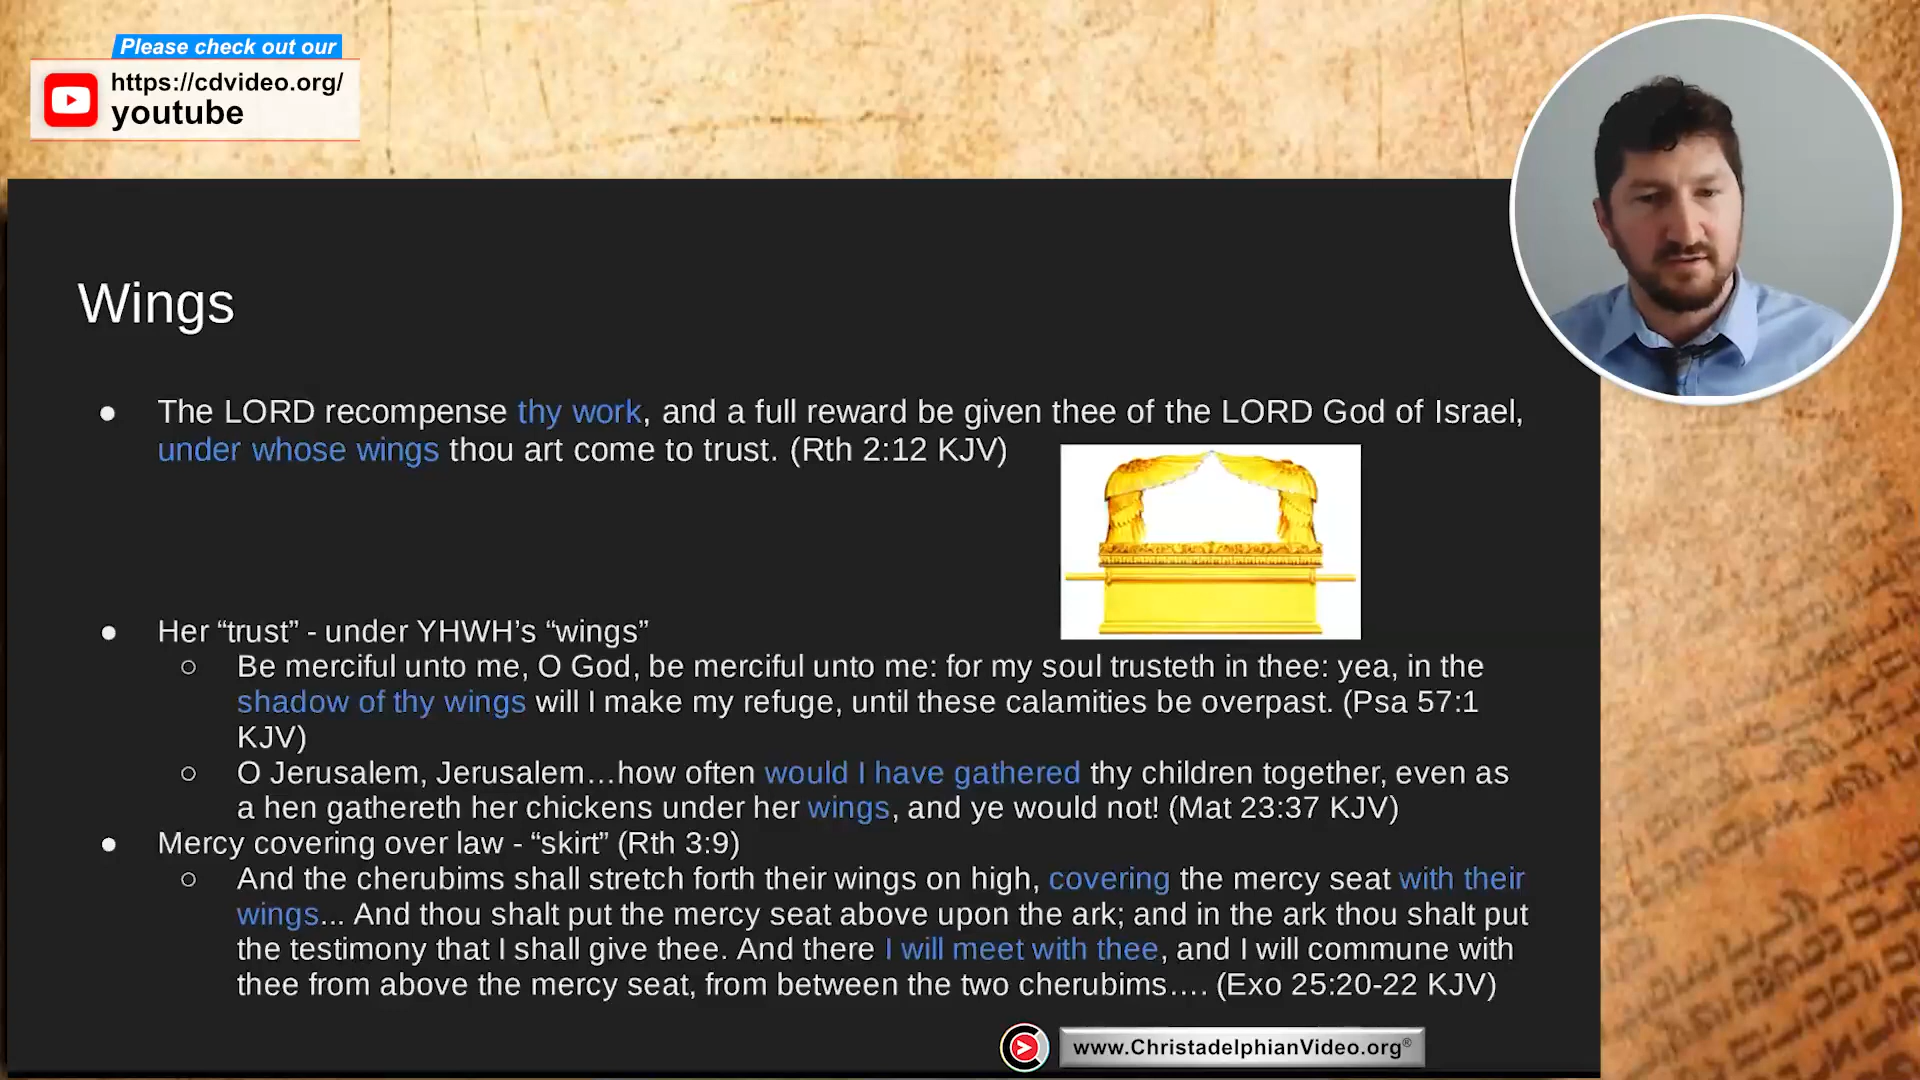 Please check out our
https://cdvideo.org/
youtube
Wings
● The LORD recompense thy work, and a full reward be given thee of the LORD God of Israel,
under whose wings thou art come to trust. (Rth 2:12 KJV)
● Her “trust” - under YHWH’s “wings”
○ Be merciful unto me, O God, be merciful unto me: for my soul trusteth in thee: yea, in the
shadow of thy wings will I make my refuge, until these calamities be overpast. (Psa 57:1
KJV)
○ O Jerusalem, Jerusalem…how often would I have gathered thy children together, even as
a hen gathereth her chickens under her wings, and ye would not! (Mat 23:37 KJV)
● Mercy covering over law - “skirt” (Rth 3:9)
○ And the cherubims shall stretch forth their wings on high, covering the mercy seat with their
wings... And thou shalt put the mercy seat above upon the ark; and in the ark thou shalt put
the testimony that I shall give thee. And there I will meet with thee, and I will commune with
thee from above the mercy seat, from between the two cherubims…. (Exo 25:20-22 KJV)
www.ChristadelphianVideo.org®